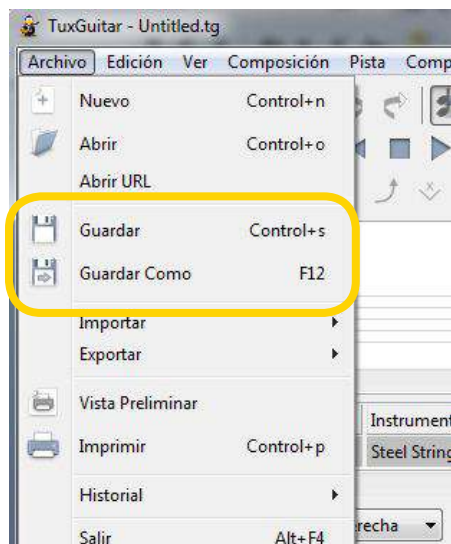 TuxGuitar - Untitled.tg
Archivo Edición Ver Composición Pista Comp
Nuevo Control+n
Abrir Control+o
Abrir URL
Guardar Control+s
Guardar Como F12
Importar
Exportar
Vista Preliminar
Instrument
Imprimir Control+p
Steel String
Historial
erecha
Salir Alt+F4